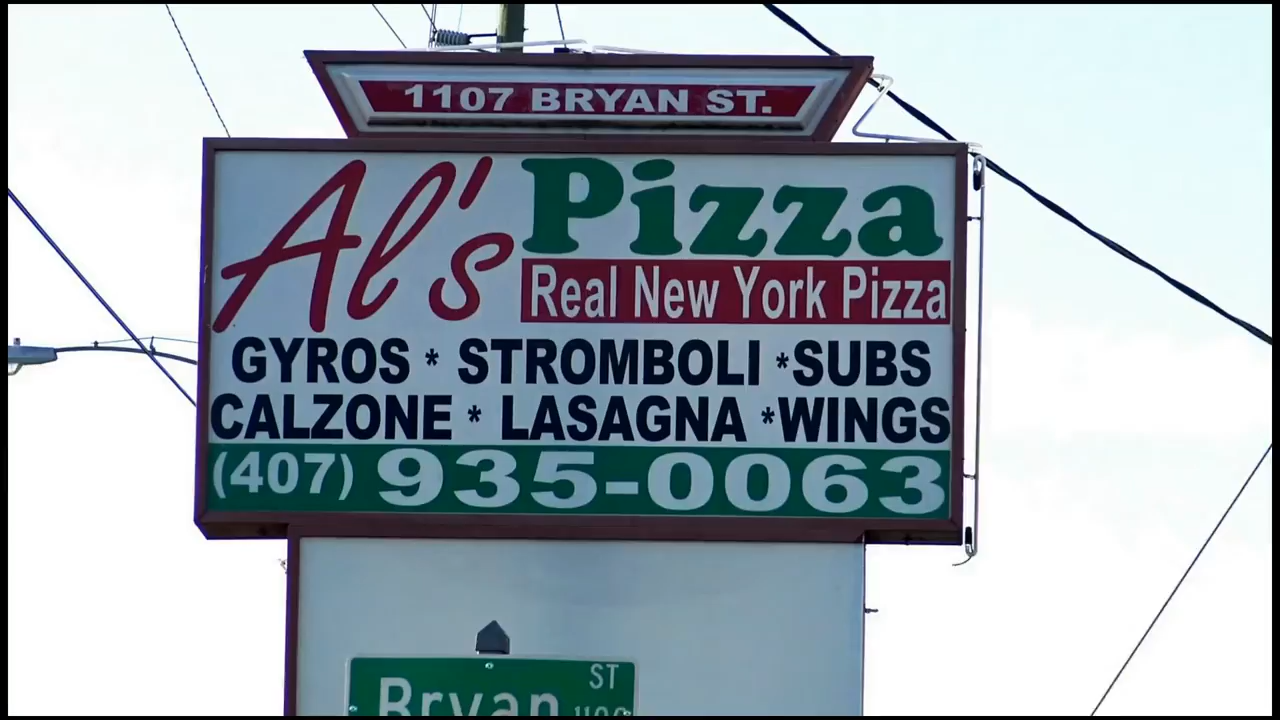 1107 BRYAN ST.
Al's Pizza
Real New York Pizza
GYROS * STROMBOLI *SUBS
CALZONE * LASAGNA *WINGS
(407) 935-0063
Bryan ST